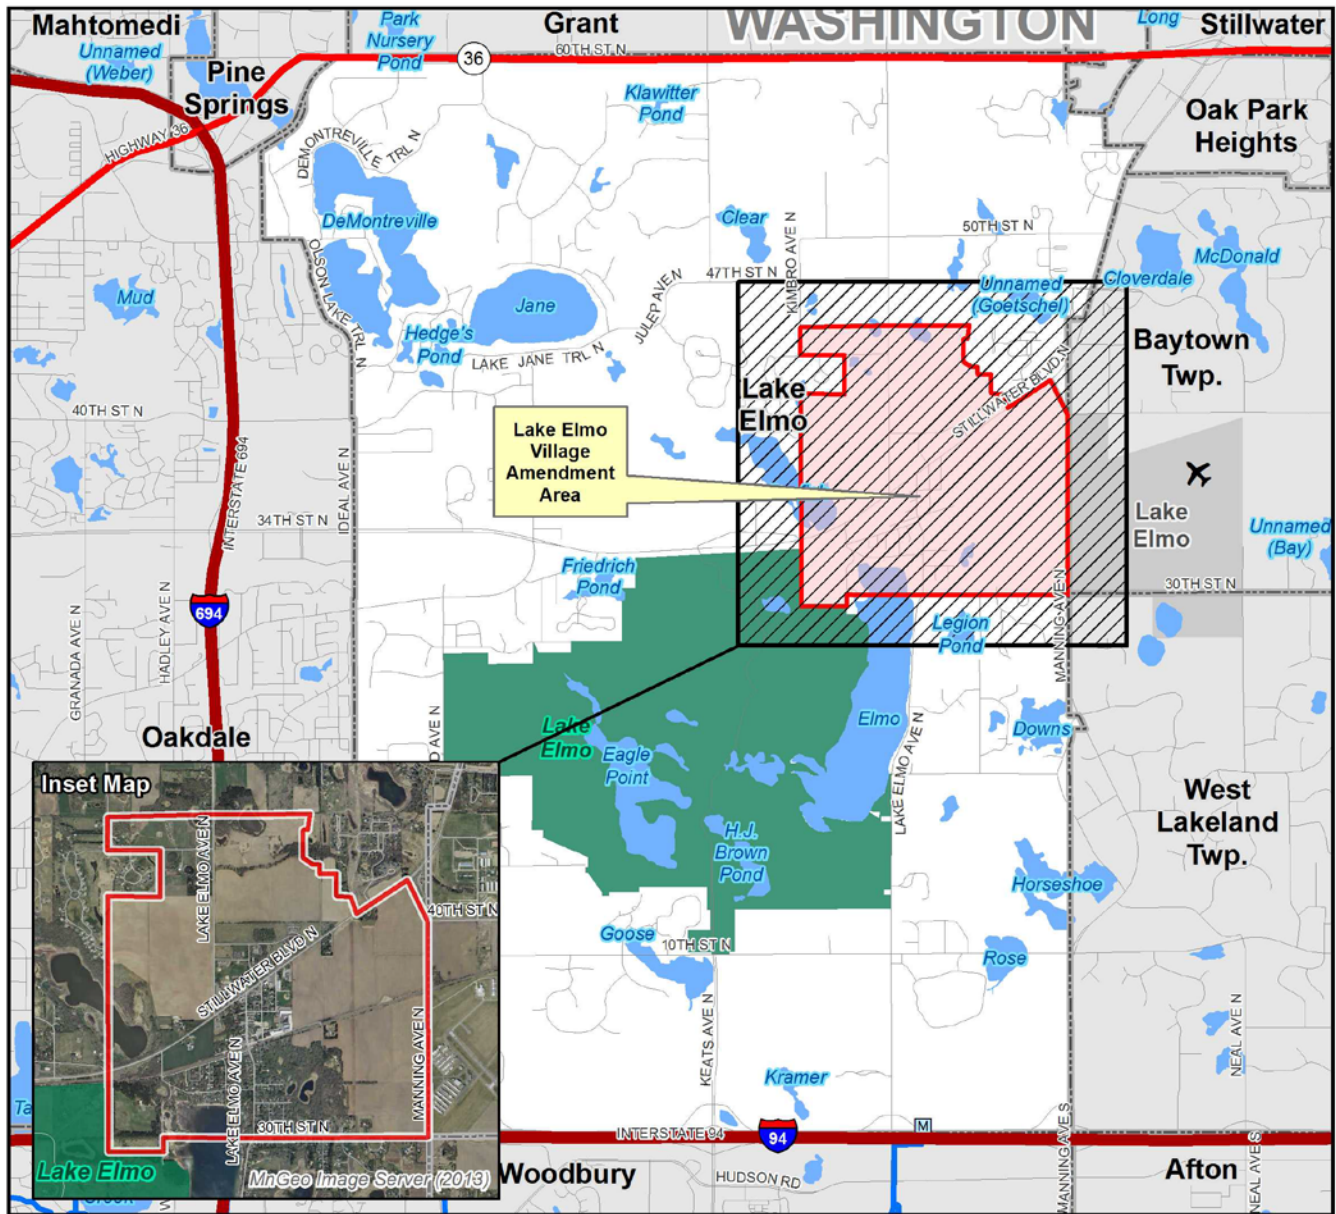 Mahtomedi
Unnamed
(Weber)
Park
Nursery
Pond
Grant
WASHINGTON
Long
Stillwater
60TH ST N
36
Pine
Springs
HIGHWAY 36
Klawitter
Pond
Oak Park
Heights
DEMONTREVILLE TRL N
DeMontreville
Clear
KIMBRO AVE N
50TH ST N
McDonald
Cloverdale
OLSON LAKE TRL N
47TH ST N
Unnamed
(Goetschel)
Mud
Jane
JULEP AVE N
Hedge's
Pond
LAKE JANE TRL N
Baytown
Twp.
STILLWATER BLVD N
Lake
Elmo
40TH ST N
Lake Elmo
Village
Amendment
Area
INTERSTATE 694
IDEAL AVE N
34TH ST N
Lake
Elmo
Unnamed
(Bay)
Friedrich
Pond
30TH ST N
694
HADLEY AVE N
GRANADA AVE N
MANNING AVE N
Legion
Pond
Oakdale
D AVE N
Lake
Elmo
Eagle
Point
Elmo
LAKE ELMO AVE N
Downs
West
Lakeland
Twp.
H.J.
Brown
Pond
Horseshoe
Goose
10TH ST N
Rose
KEATS AVE N
NEAL AVE N
Kramer
INTERSTATE 94
94
M
MANNING AVE S
NEAL AVE S
Woodbury
HUDSON RD
Afton
Inset Map
LAKE ELMO AVE N
40TH ST N
STILLWATER BLVD N
MANNING AVE N
LAKE ELMO AVE N
30TH ST N
Lake Elmo
MnGeo Image Server (2013)
Ta
W